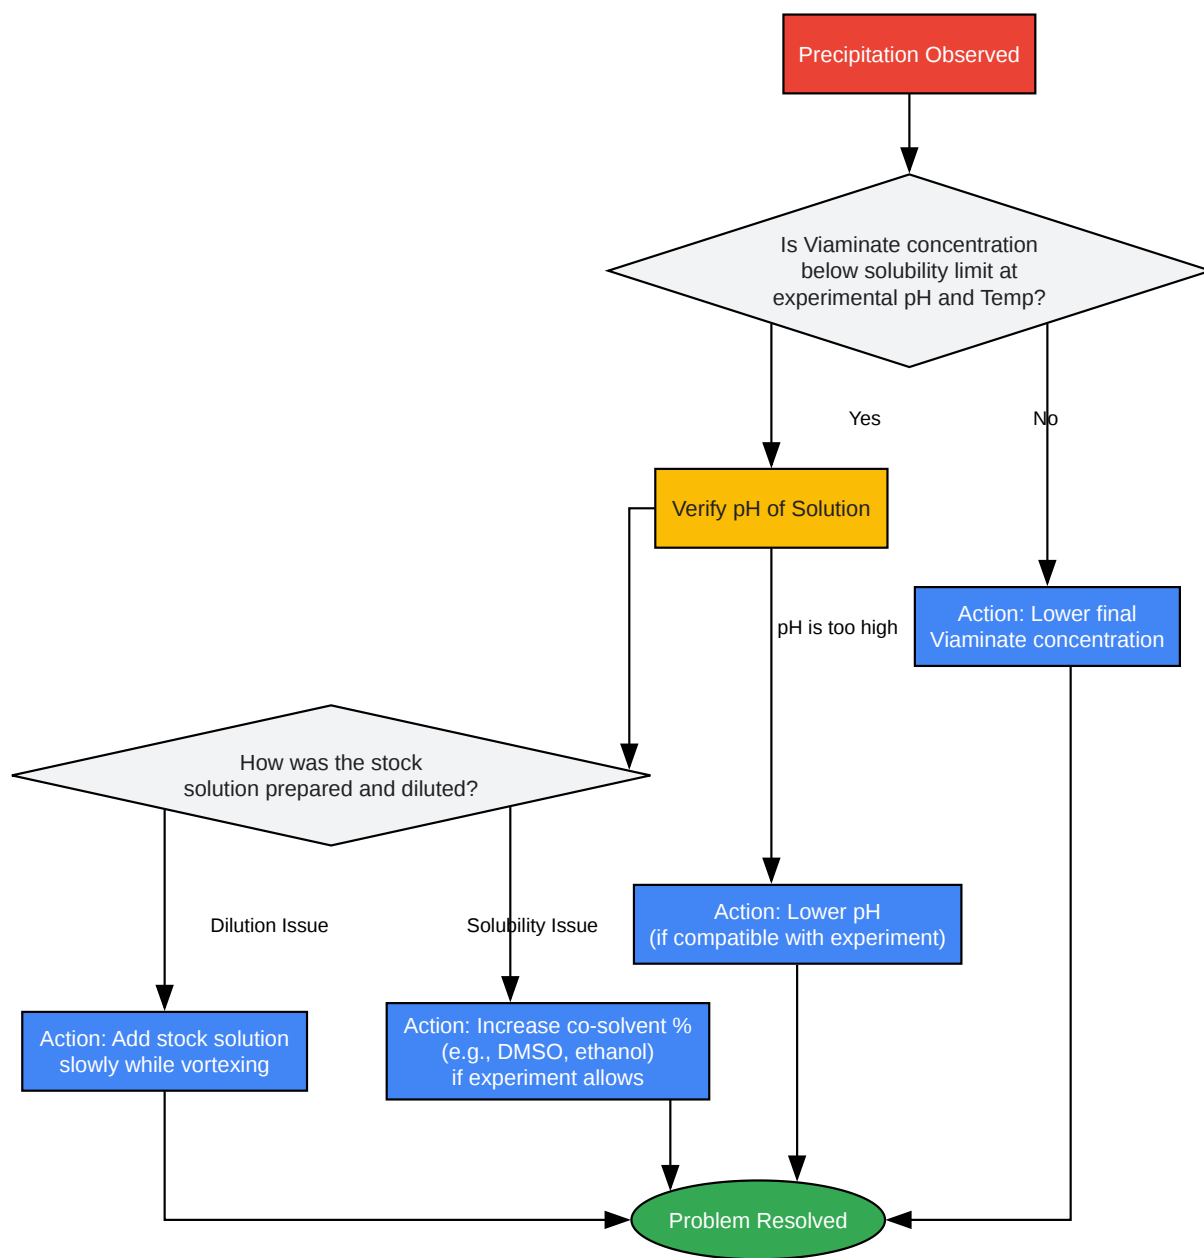 Precipitation Observed
Is Viaminate concentration
below solubility limit at
experimental pH and Temp?
Yes
No
Verify pH of Solution
Action: Lower final
Viaminate concentration
pH is too high
How was the stock
solution prepared and diluted?
Dilution Issue
Solubility Issue
Action: Lower pH
(if compatible with experiment)
Action: Add stock solution
slowly while vortexing
Action: Increase co-solvent %
(e.g., DMSO, ethanol)
if experiment allows
Problem Resolved